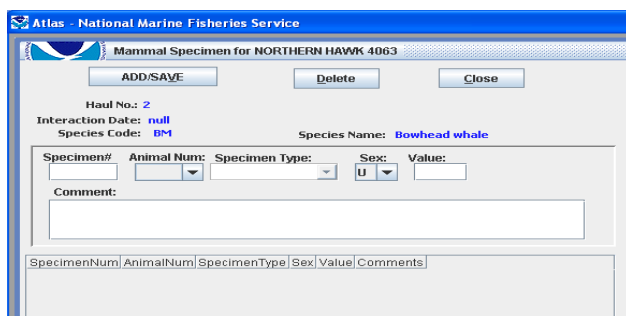 Atlas - National Marine Fisheries Service
Mammal Specimen for NORTHERN HAWK 4063
ADD/SAVE Delete Close
Haul No.: 2
Interaction Date: null
Species Code: BM Species Name: Bowhead whale
Specimen# Animal Num: Specimen Type: Sex: Value:
U
Comment:
SpecimenNum AnimalNum SpecimenType Sex Value Comments